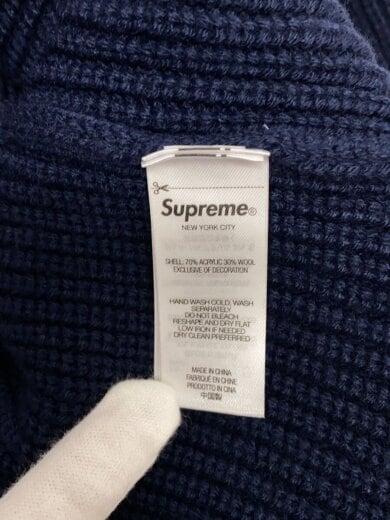 Supreme®
NEW YORK CITY
SHELL: 70% ACRYLIC 30% WOOL
EXCLUSIVE OF DECORATION
HAND WASH COLD, WASH
SEPARATELY
DO NOT BLEACH
RESHAPE AND DRY FLAT
LOW IRON IF NEEDED
DRY CLEAN PREFERRED
MADE IN CHINA
FABRIQUÉ EN CHINE
PRODOTTO IN CINA
中国製